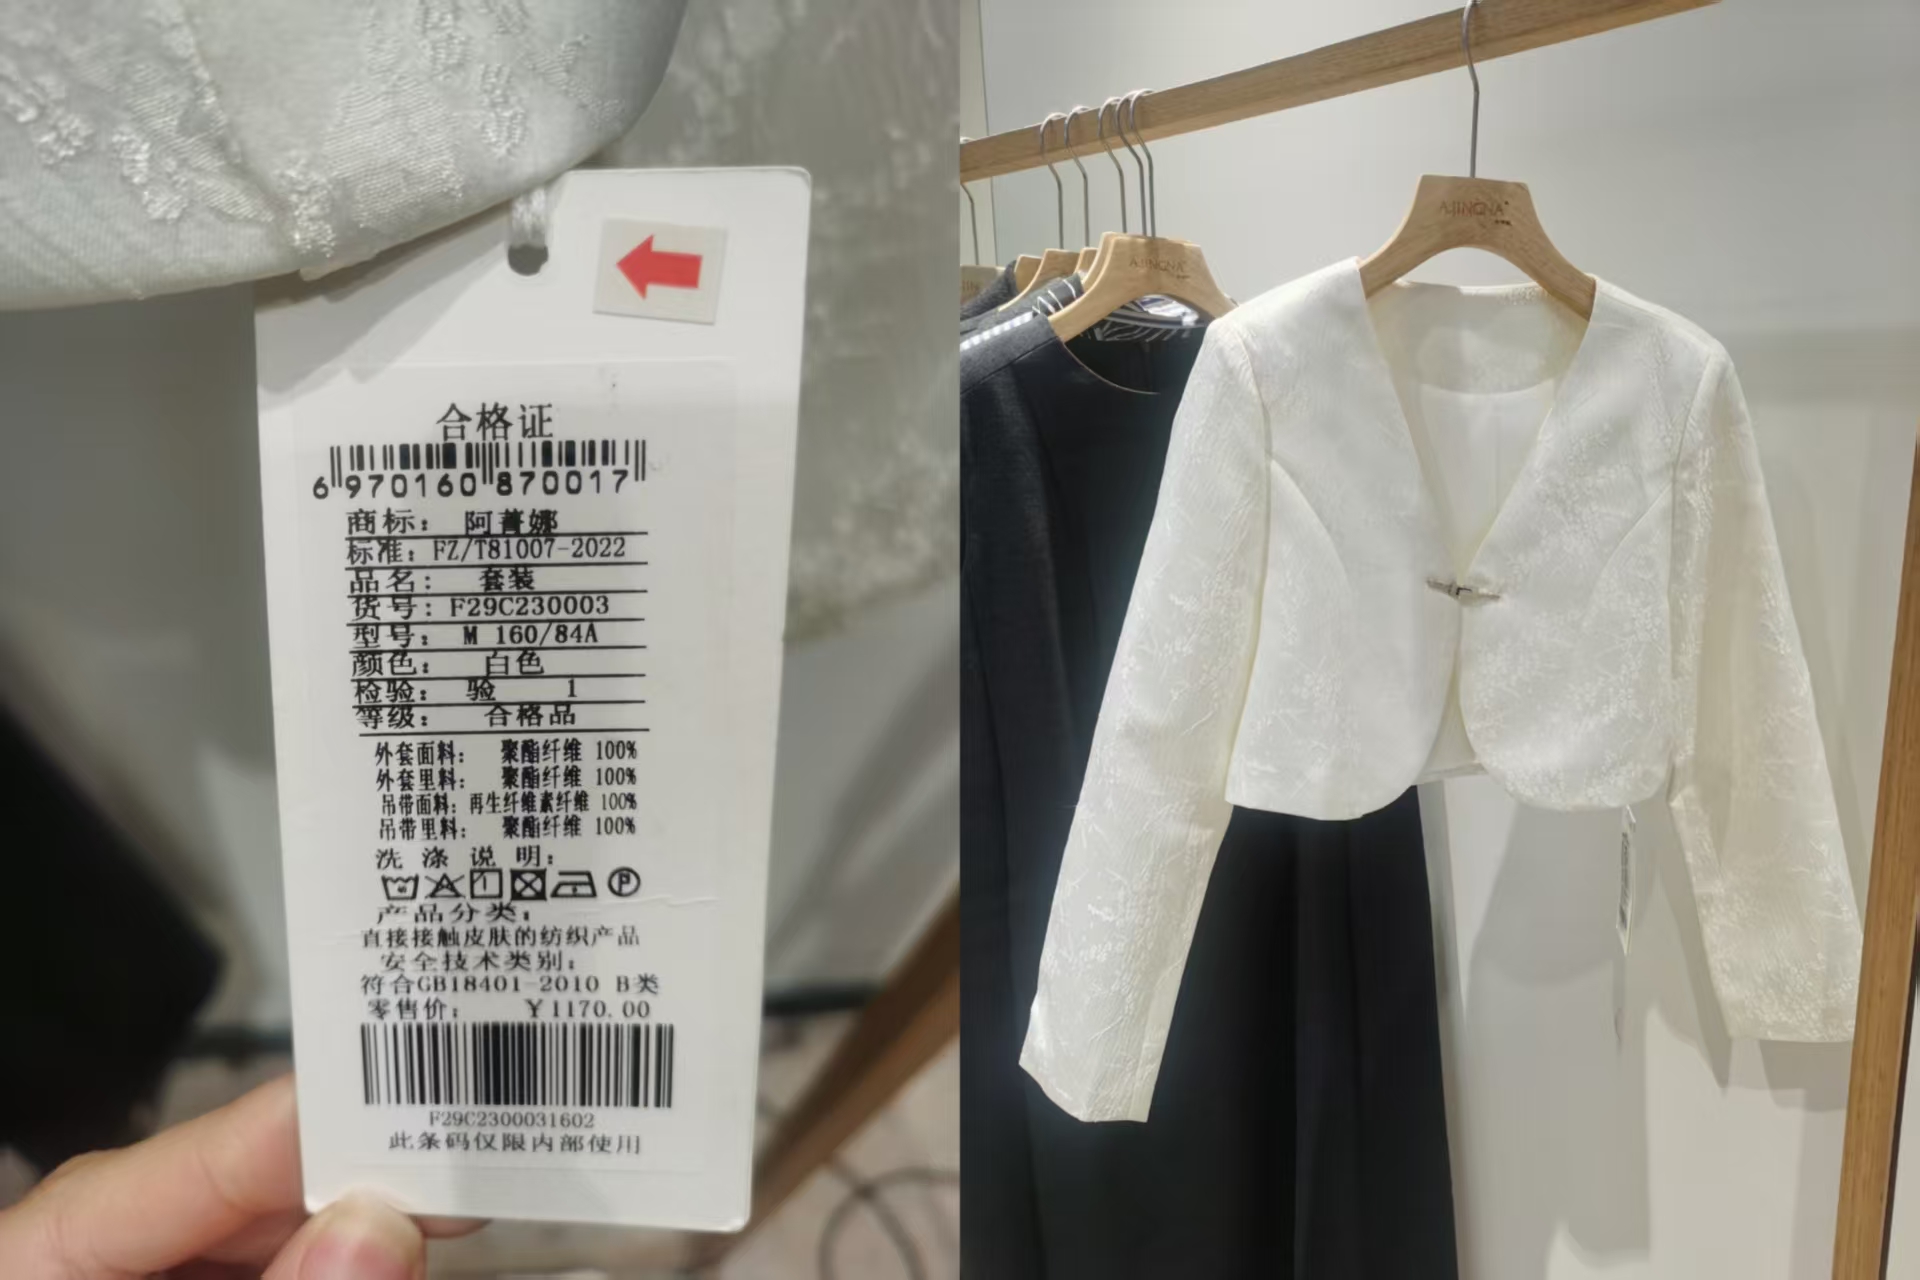 合格证
6 970160 870017
商标： 阿菁娜
标准：FZ/T81007-2022
品名： 套装
货号：F29C230003
型号： M 160/84A
颜色： 白色
检验： 验 1
等级： 合格品
外套面料： 聚酯纤维 100%
外套里料： 聚酯纤维 100%
吊带面料：再生纤维素纤维 100%
吊带里料： 聚酯纤维 100%
洗涤说明：
P
产品分类：
直接接触皮肤的纺织产品
安全技术类别：
符合GB18401-2010 B类
零售价： ¥1170.00
F29C2300031602
此条码仅限内部使用
AJINGNA
AJINGNA